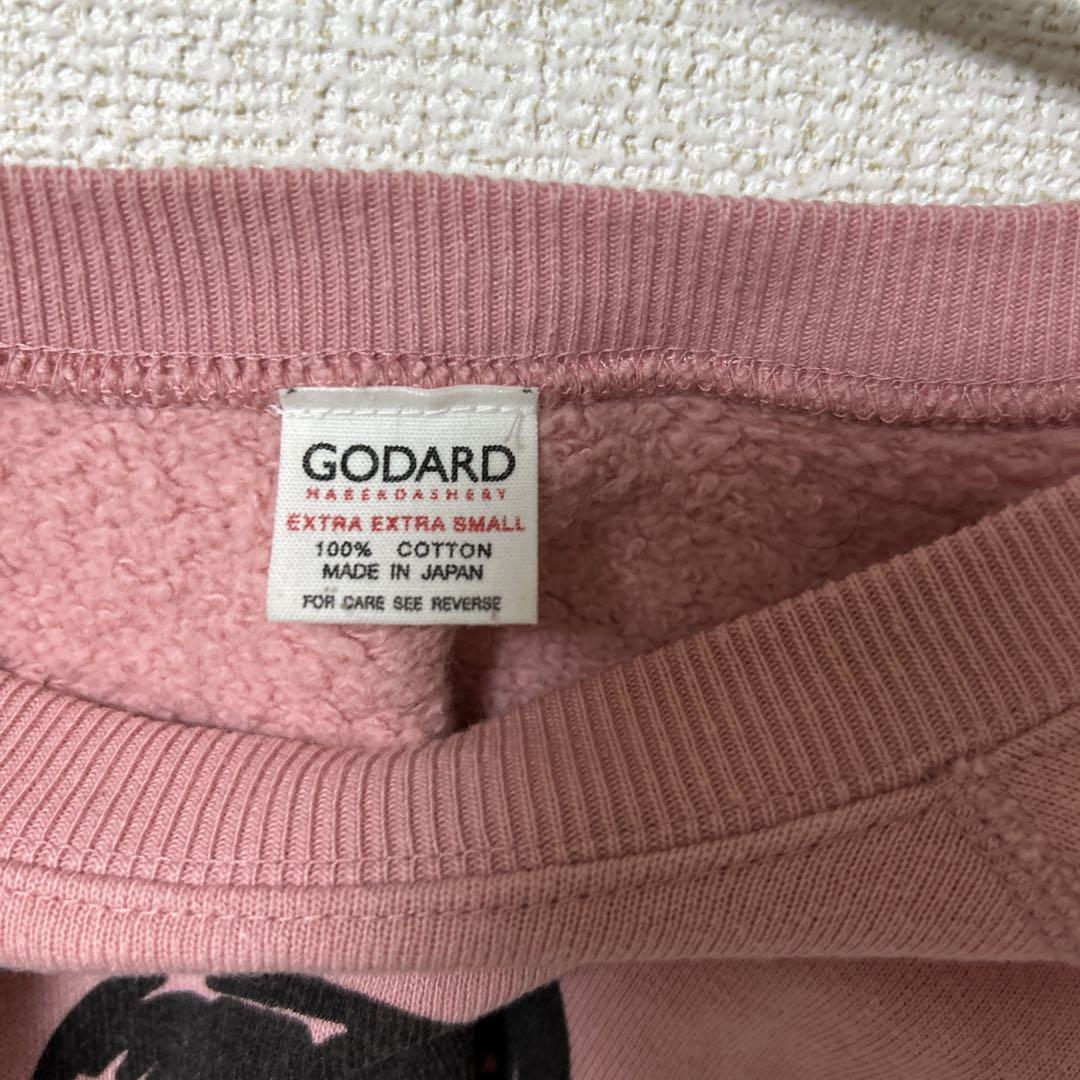 GODARD
HABERDASHERY
EXTRA EXTRA SMALL
100% COTTON
MADE IN JAPAN
FOR CARE SEE REVERSE